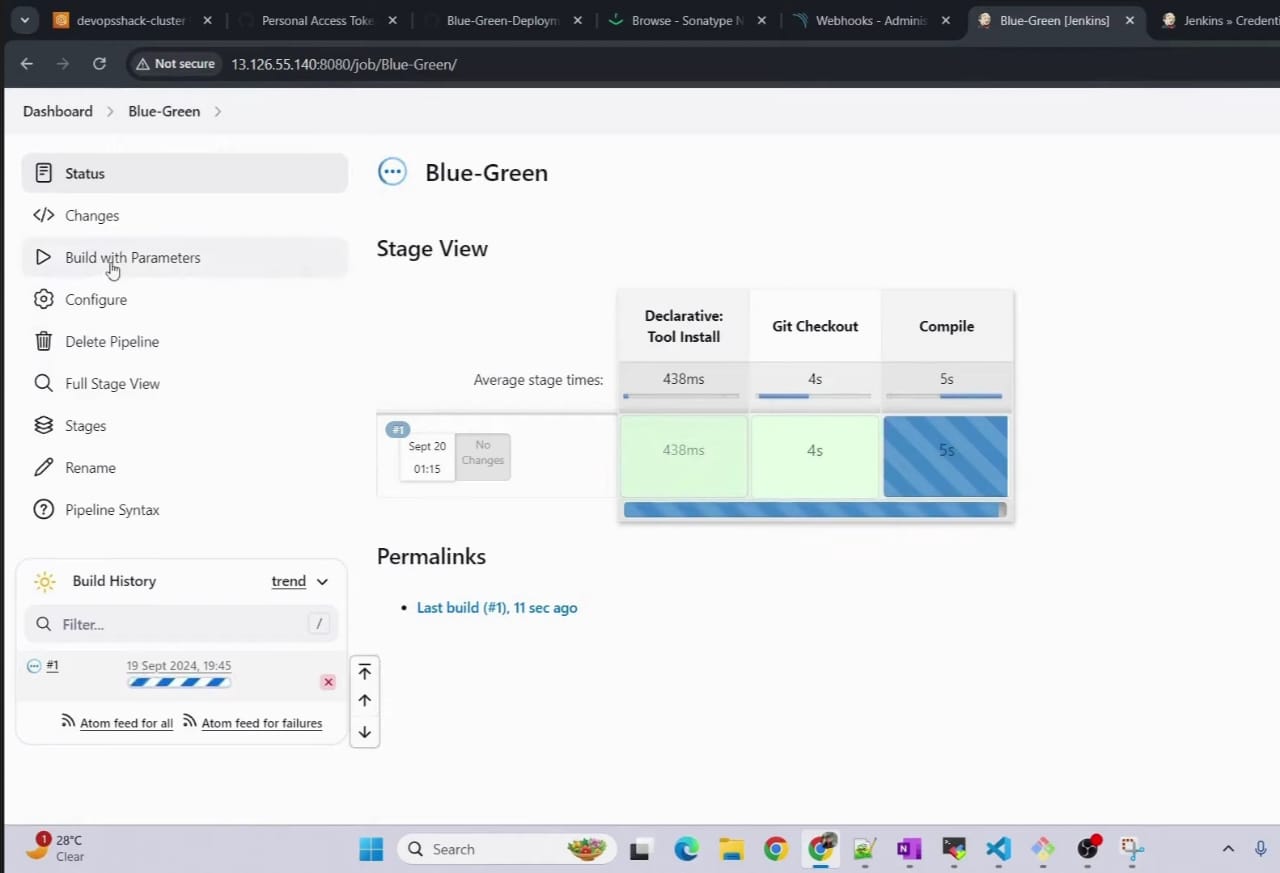 devopsshack-cluster
Personal Access Toke
Blue-Green-Deploym
Browse - Sonatype N
Webhooks - Adminis
Blue-Green [Jenkins]
Jenkins » Credenti
Not secure
13.126.55.140:8080/job/Blue-Green/
Dashboard
Blue-Green
Status
Changes
Build with Parameters
Configure
Delete Pipeline
Full Stage View
Stages
Rename
Pipeline Syntax
Build History
trend
Filter...
/
#1
19 Sept 2024, 19:45
Atom feed for all
Atom feed for failures
Blue-Green
Stage View
Declarative:
Tool Install
Git Checkout
Compile
Average stage times:
438ms
4s
5s
#1
Sept 20
01:15
No
Changes
438ms
4s
5s
Permalinks
Last build (#1), 11 sec ago
1
28°C
Clear
Search